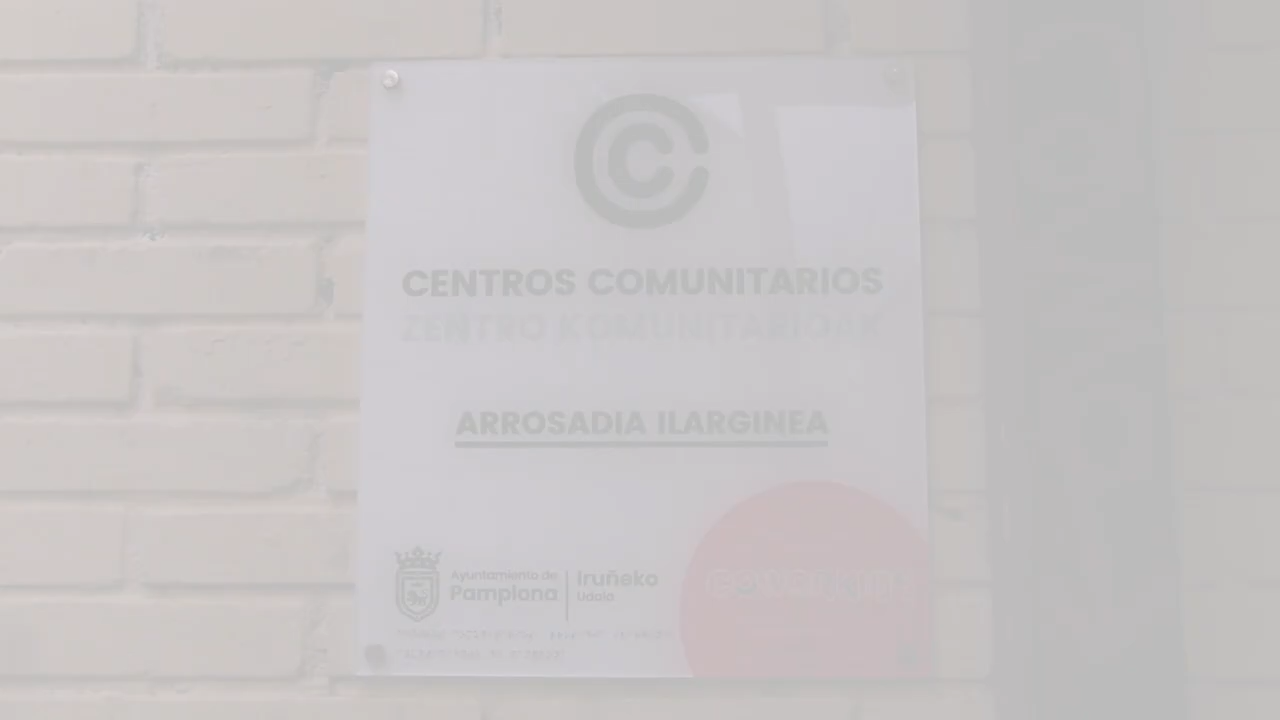 CENTROS COMUNITARIOS
ZENTRO KOMUNITARIOAK
ARROSADIA ILARGINEA
Ayuntamiento de
Pamplona
Iruñeko
Udala